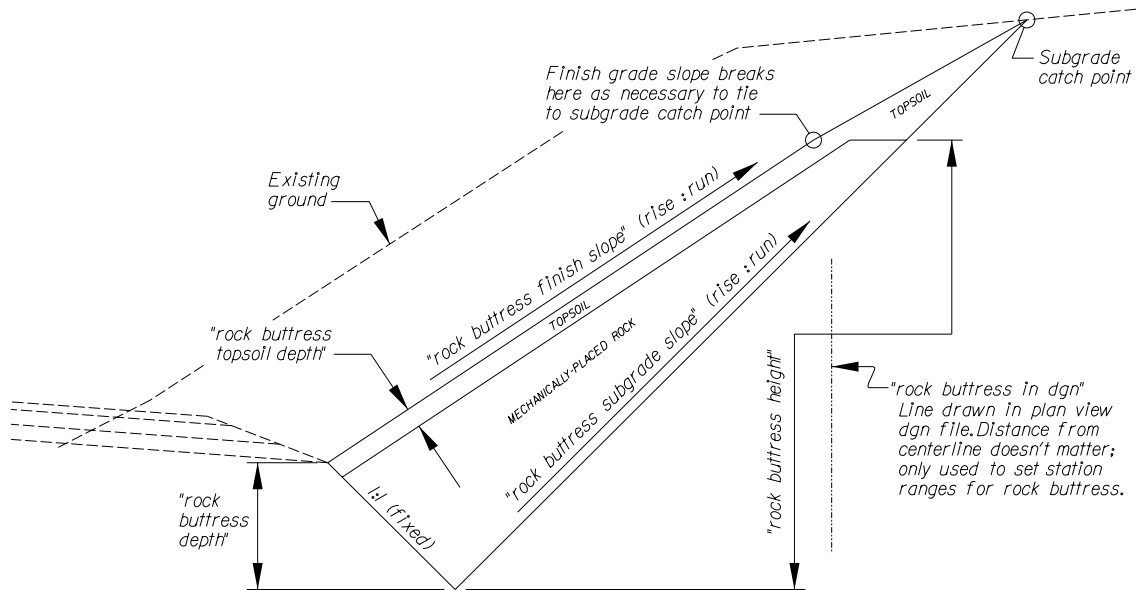 Subgrade
catch point
Finish grade slope breaks
here as necessary to tie
to subgrade catch point
TOPSOIL
Existing
ground
"rock buttress finish slope" (rise : run)
"rock buttress
topsoil depth"
TOPSOIL
MECHANICALLY-PLACED ROCK
"rock buttress subgrade slope" (rise : run)
"rock buttress height"
"rock buttress in dgn"
Line drawn in plan view
dgn file. Distance from
centerline doesn't matter;
only used to set station
ranges for rock buttress.
"rock
buttress
depth"
1:1 (fixed)